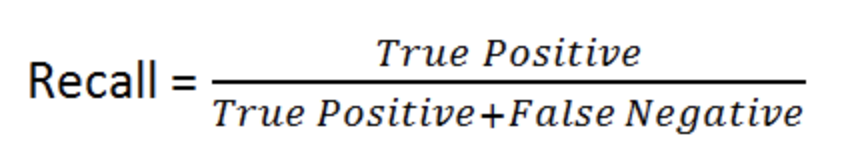 True Positive
Recall =
True Positive+False Negative